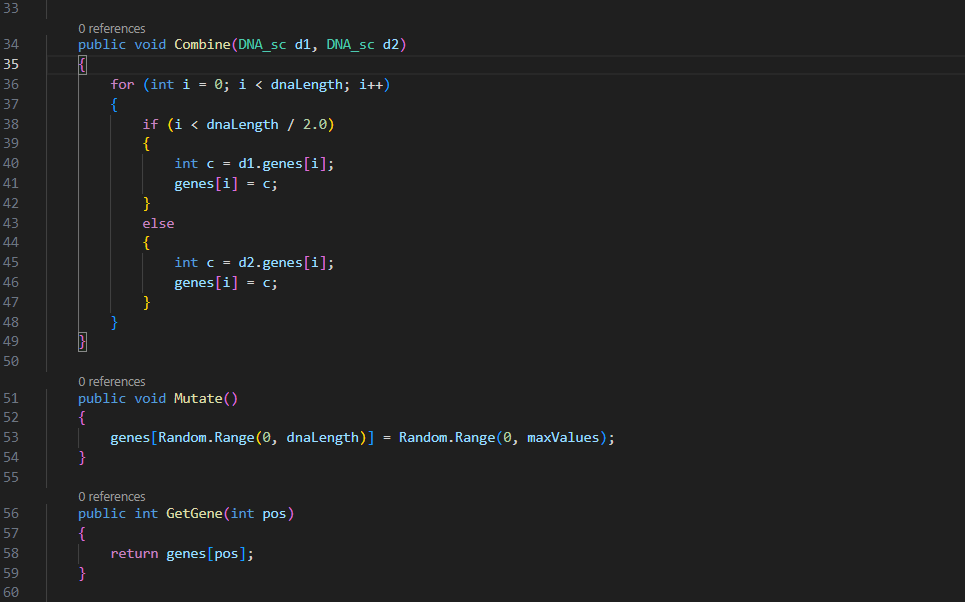 33
0 references
34 public void Combine(DNA_sc d1, DNA_sc d2)
35 {
36 for (int i = 0; i < dnaLength; i++)
37 {
38 if (i < dnaLength / 2.0)
39 {
40 int c = d1.genes[i];
41 genes[i] = c;
42 }
43 else
44 {
45 int c = d2.genes[i];
46 genes[i] = c;
47 }
48 }
49 }
50
0 references
51 public void Mutate()
52 {
53 genes[Random.Range(0, dnaLength)] = Random.Range(0, maxValues);
54 }
55
0 references
56 public int GetGene(int pos)
57 {
58 return genes[pos];
59 }
60